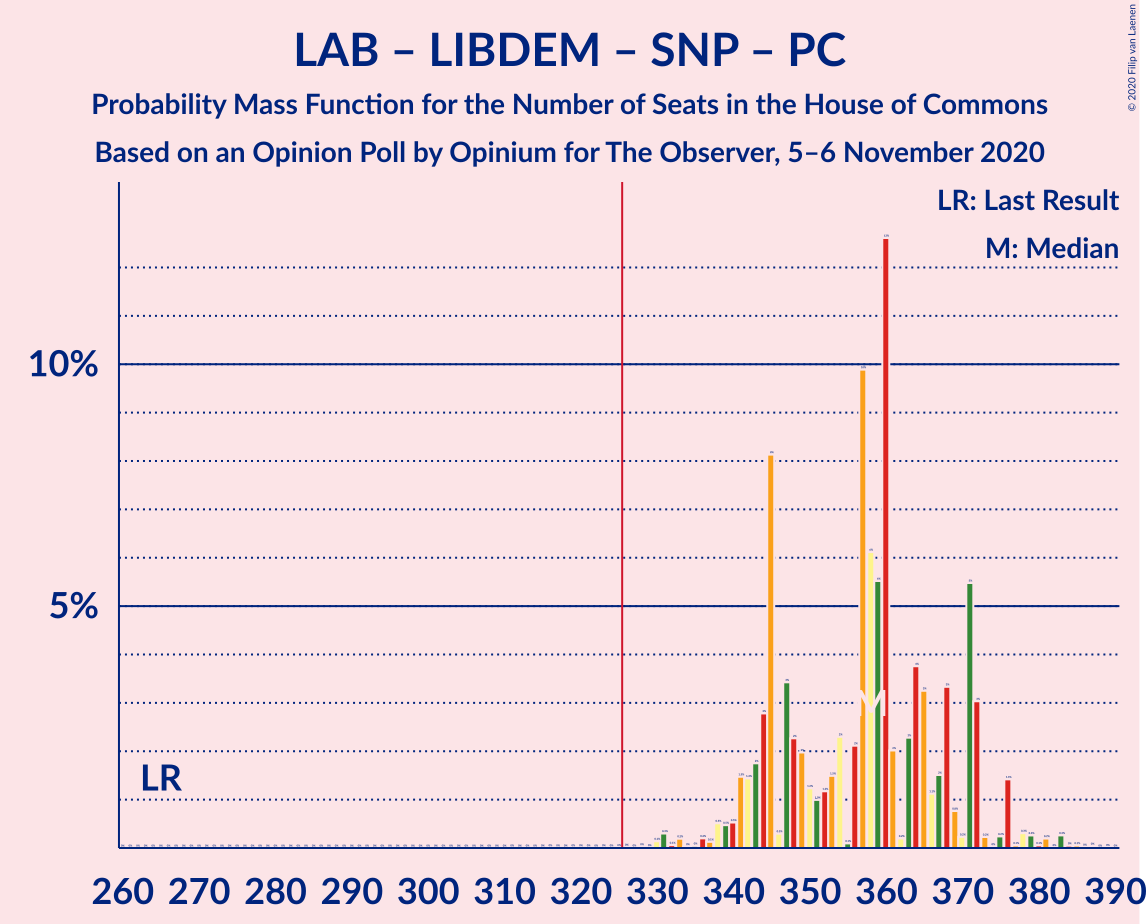 LAB – LIBDEM – SNP – PC
Probability Mass Function for the Number of Seats in the House of Commons
Based on an Opinion Poll by Opinium for The Observer, 5–6 November 2020
© 2020 Filip van Laenen
LR: Last Result
M: Median
10%
5%
M
LR
260 270 280 290 300 310 320 330 340 350 360 370 380 390